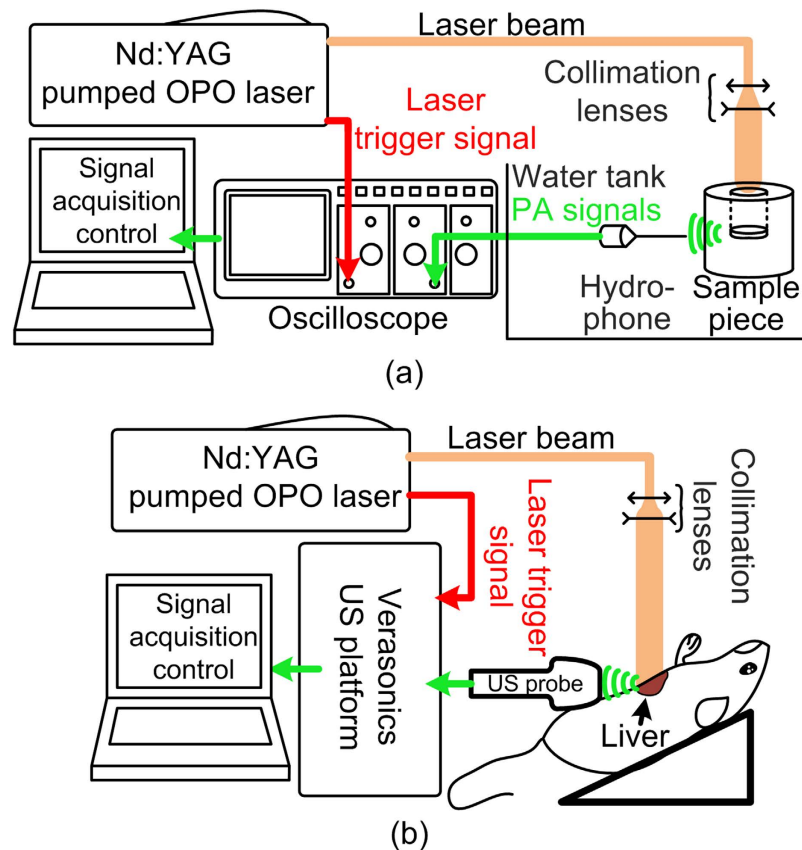 Laser beam
Nd:YAG
pumped OPO laser
Collimation
lenses
Laser
trigger signal
Signal
acquisition
control
Water tank
PA signals
Hydro-
phone
Sample
piece
Oscilloscope
(a)
Laser beam
Nd:YAG
pumped OPO laser
Collimation
lenses
Laser trigger
signal
Signal
acquisition
control
Verasonics
US platform
US probe
Liver
(b)